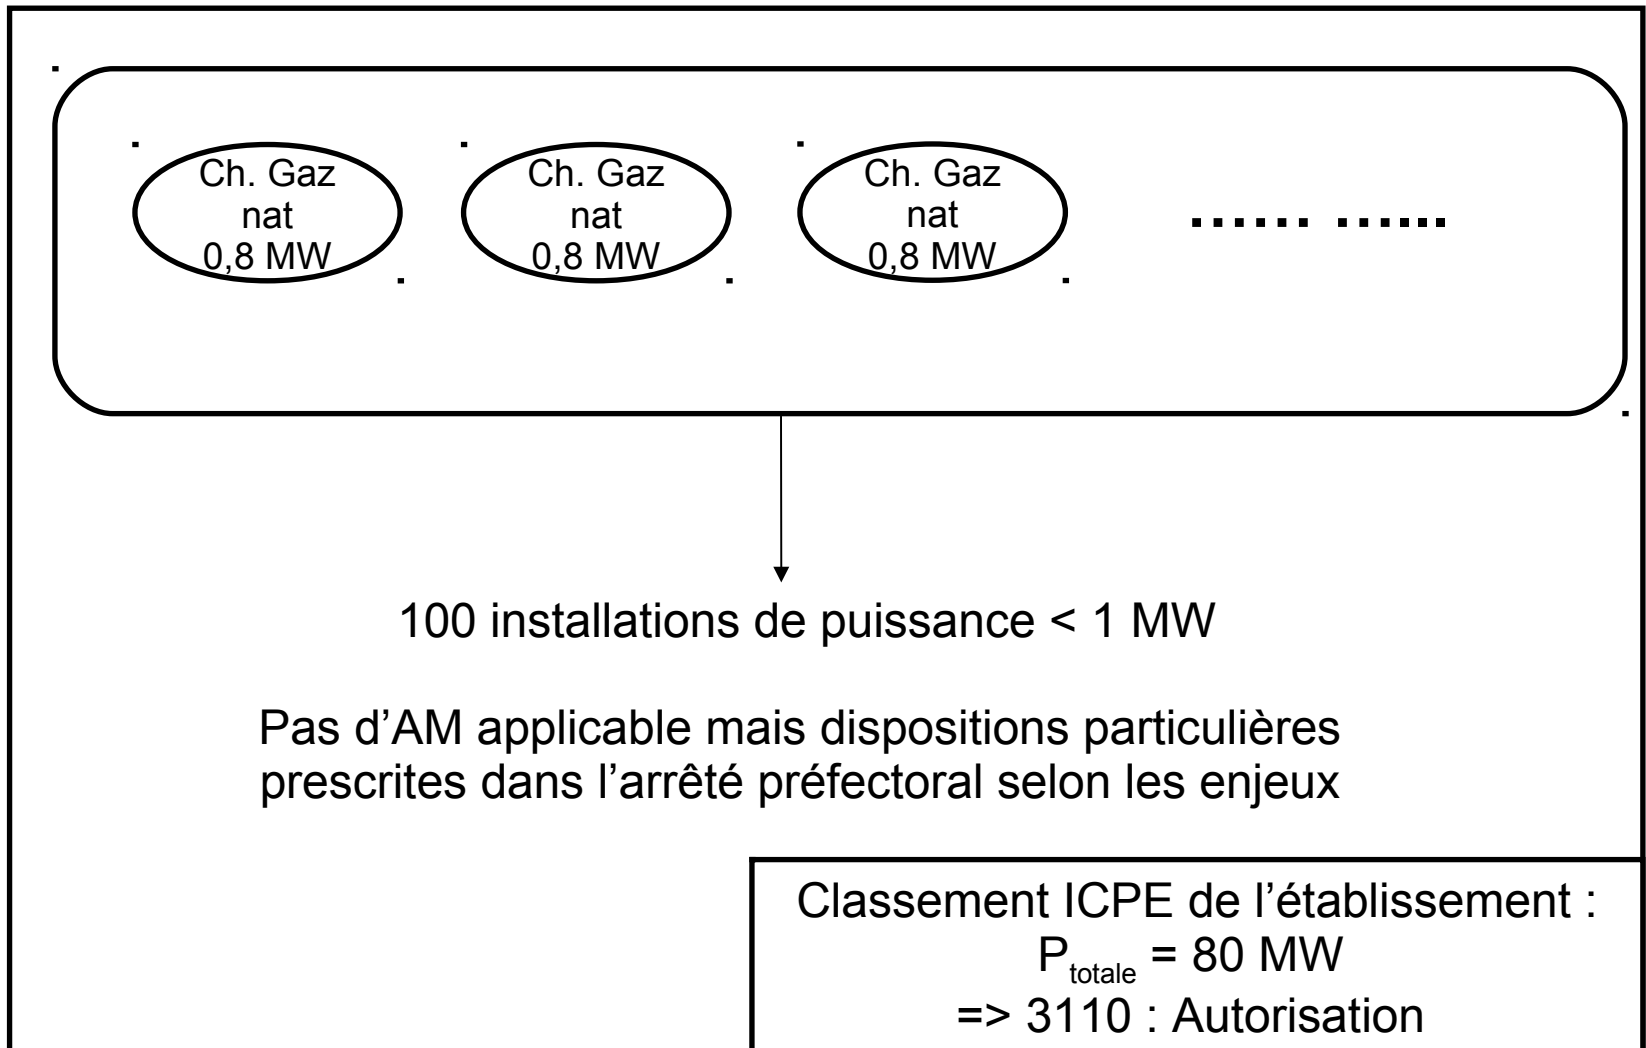 Ch. Gaz
nat
0,8 MW
Ch. Gaz
nat
0,8 MW
Ch. Gaz
nat
0,8 MW
...... ......
100 installations de puissance < 1 MW
Pas d’AM applicable mais dispositions particulières
prescrites dans l’arrêté préfectoral selon les enjeux
Classement ICPE de l’établissement :
Ptotale = 80 MW
=> 3110 : Autorisation